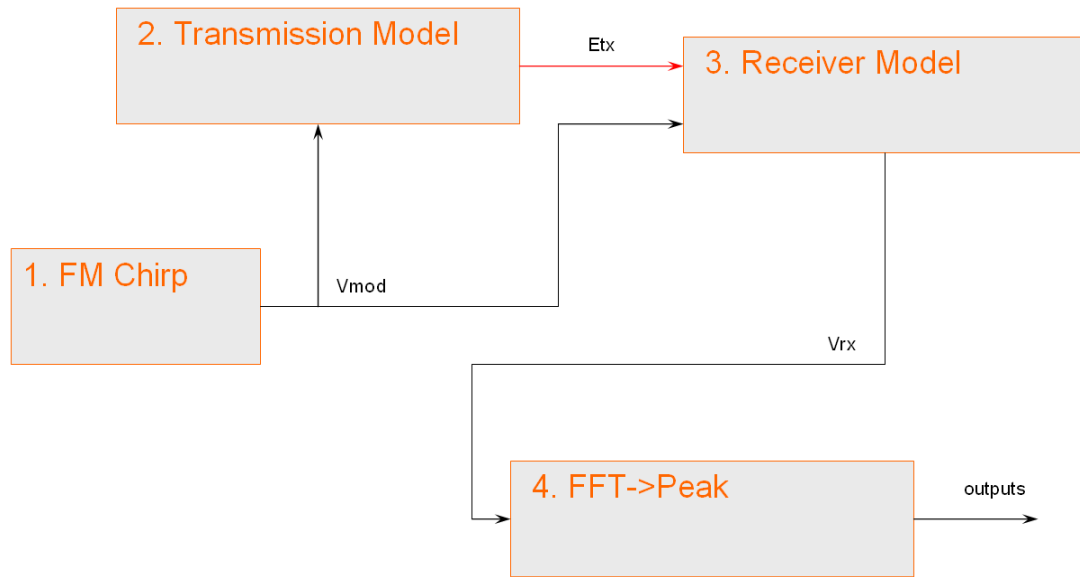 2. Transmission Model
Etx
3. Receiver Model
1. FM Chirp
Vmod
Vrx
4. FFT->Peak
outputs